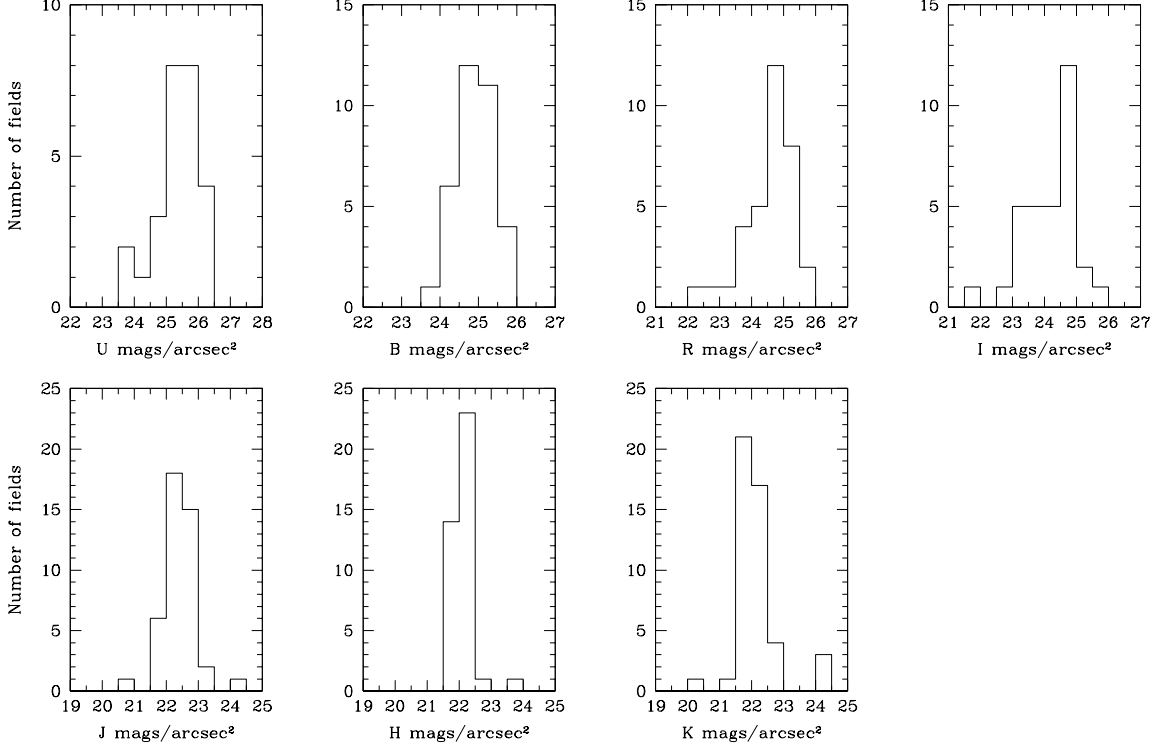 10
5
0
22 23 24 25 26 27 28
U mags/arcsec²
Number of fields
15
10
5
0
22 23 24 25 26 27
B mags/arcsec²
15
10
5
0
21 22 23 24 25 26 27
R mags/arcsec²
15
10
5
0
21 22 23 24 25 26 27
I mags/arcsec²
25
20
15
10
5
0
19 20 21 22 23 24 25
J mags/arcsec²
Number of fields
25
20
15
10
5
0
19 20 21 22 23 24 25
H mags/arcsec²
25
20
15
10
5
0
19 20 21 22 23 24 25
K mags/arcsec²